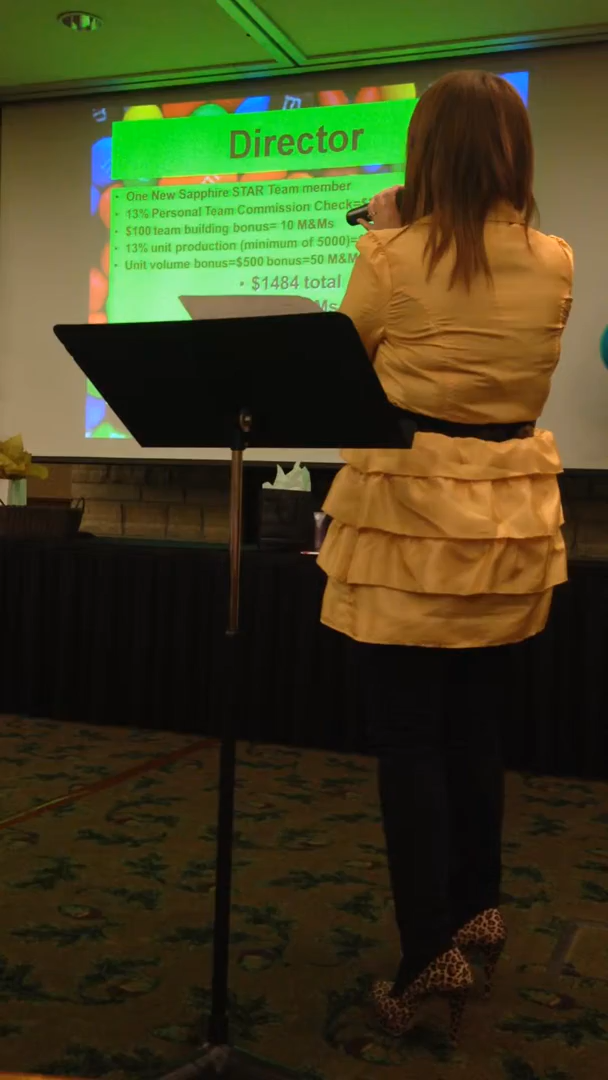 Director
• One New Sapphire STAR Team member
• 13% Personal Team Commission Check=
• $100 team building bonus= 10 M&Ms
• 13% unit production (minimum of 5000)=
• Unit volume bonus=$500 bonus=50 M&M
• $1484 total
Ms